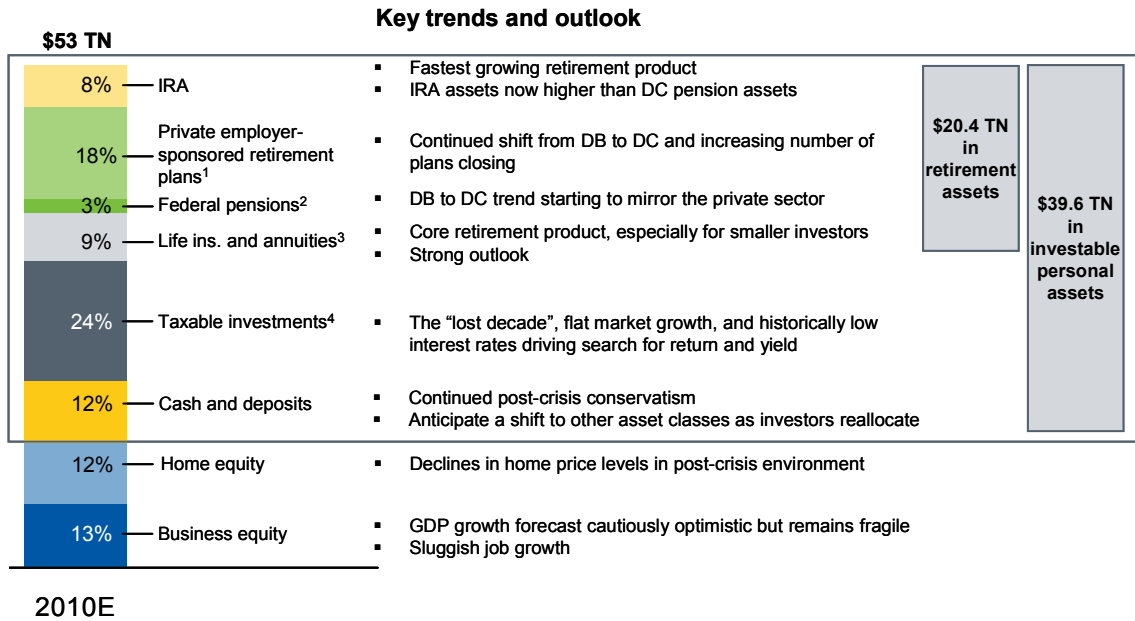 Key trends and outlook
$53 TN
8%
IRA
▪ Fastest growing retirement product
▪ IRA assets now higher than DC pension assets
18%
Private employer-
sponsored retirement
plans1
▪ Continued shift from DB to DC and increasing number of
plans closing
3%
Federal pensions2
▪ DB to DC trend starting to mirror the private sector
9%
Life ins. and annuities3
▪ Core retirement product, especially for smaller investors
▪ Strong outlook
24%
Taxable investments4
▪ The “lost decade”, flat market growth, and historically low
interest rates driving search for return and yield
12%
Cash and deposits
▪ Continued post-crisis conservatism
▪ Anticipate a shift to other asset classes as investors reallocate
12%
Home equity
▪ Declines in home price levels in post-crisis environment
13%
Business equity
▪ GDP growth forecast cautiously optimistic but remains fragile
▪ Sluggish job growth
2010E
$20.4 TN
in
retirement
assets
$39.6 TN
in
investable
personal
assets